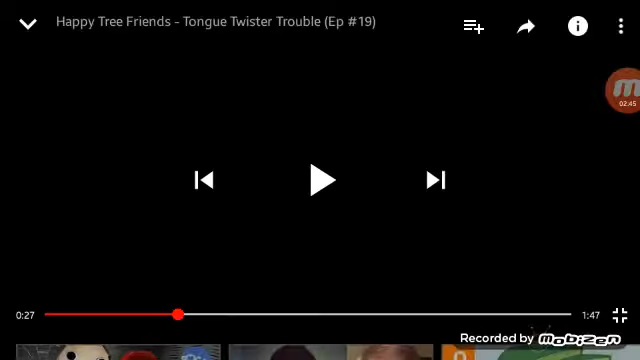 Happy Tree Friends - Tongue Twister Trouble (Ep #19)
02:45
0:27
1:47
Recorded by mobizen